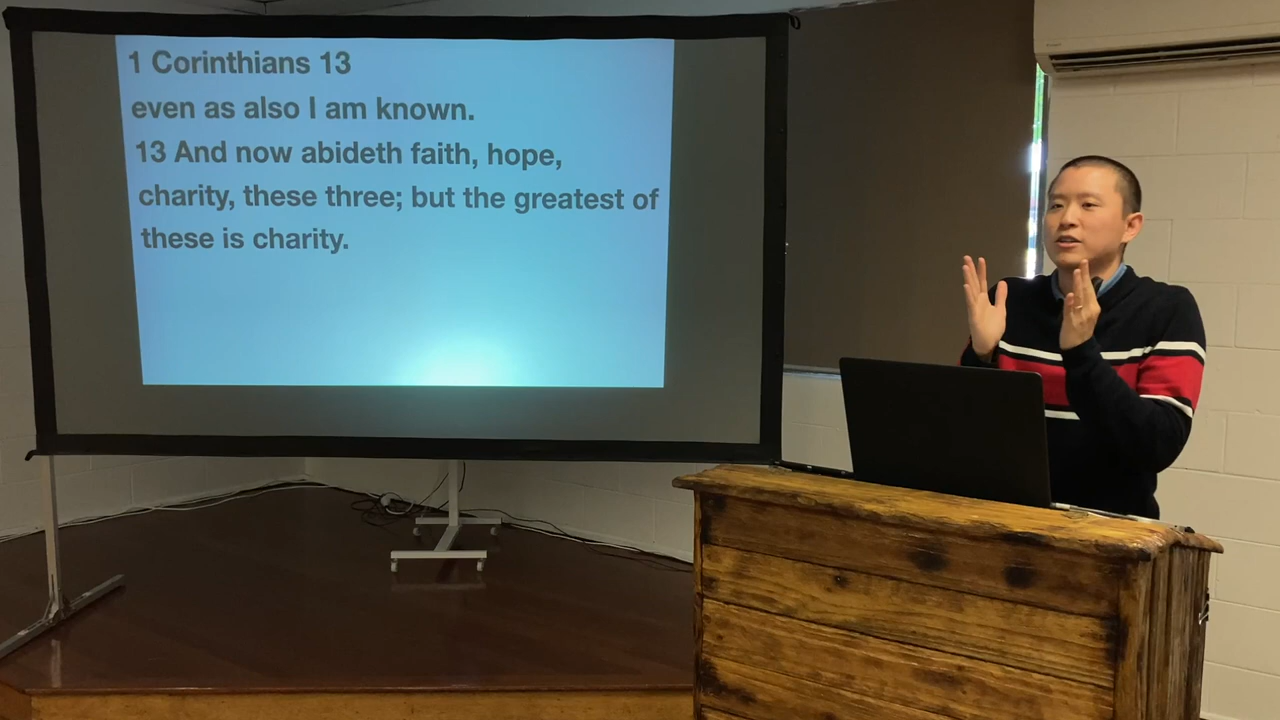 1 Corinthians 13
even as also I am known.
13 And now abideth faith, hope,
charity, these three; but the greatest of
these is charity.